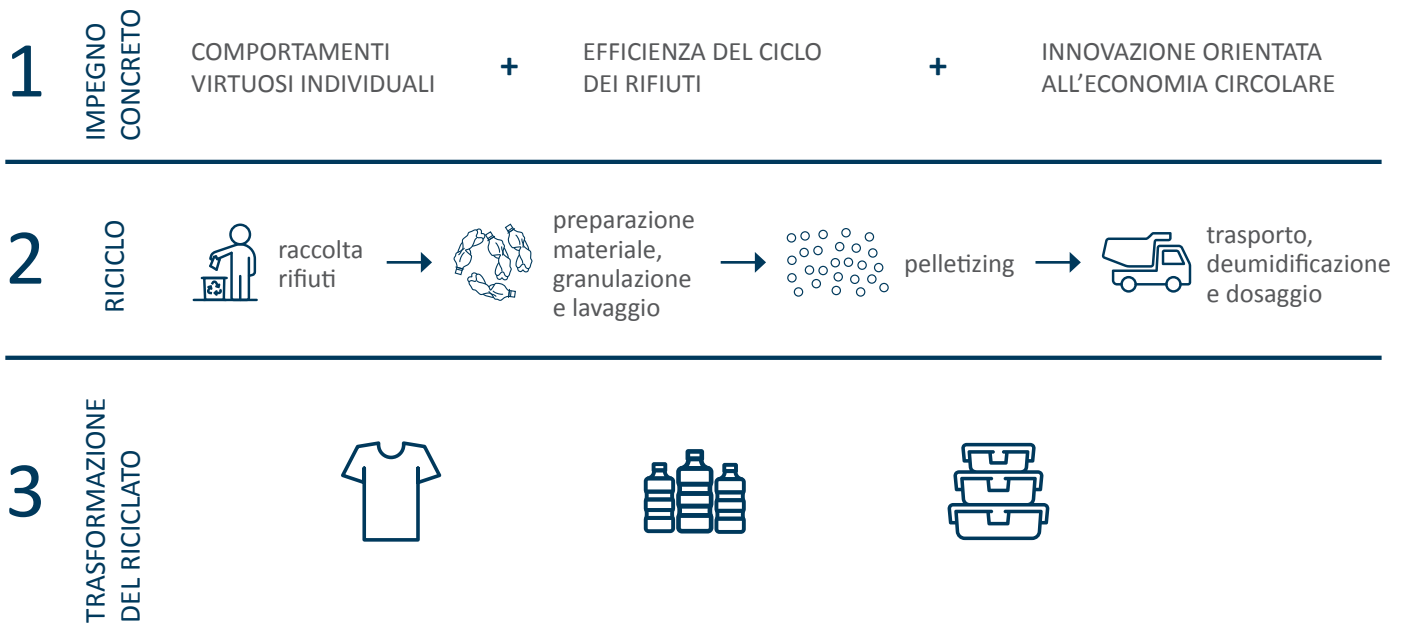 1
IMPEGNO
CONCRETO
COMPORTAMENTI
VIRTUOSI INDIVIDUALI
+
EFFICIENZA DEL CICLO
DEI RIFIUTI
+
INNOVAZIONE ORIENTATA
ALL’ECONOMIA CIRCOLARE
2
RICICLO
raccolta
rifiuti
preparazione
materiale,
granulazione
e lavaggio
pelletizing
trasporto,
deumidificazione
e dosaggio
3
TRASFORMAZIONE
DEL RICICLATO